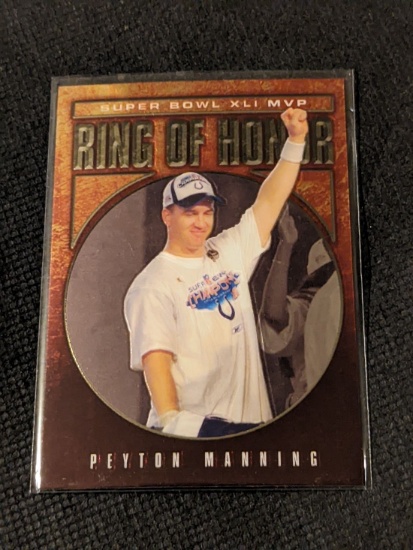 SUPER BOWL XLI MVP
RING OF HONOR
PEYTON MANNING